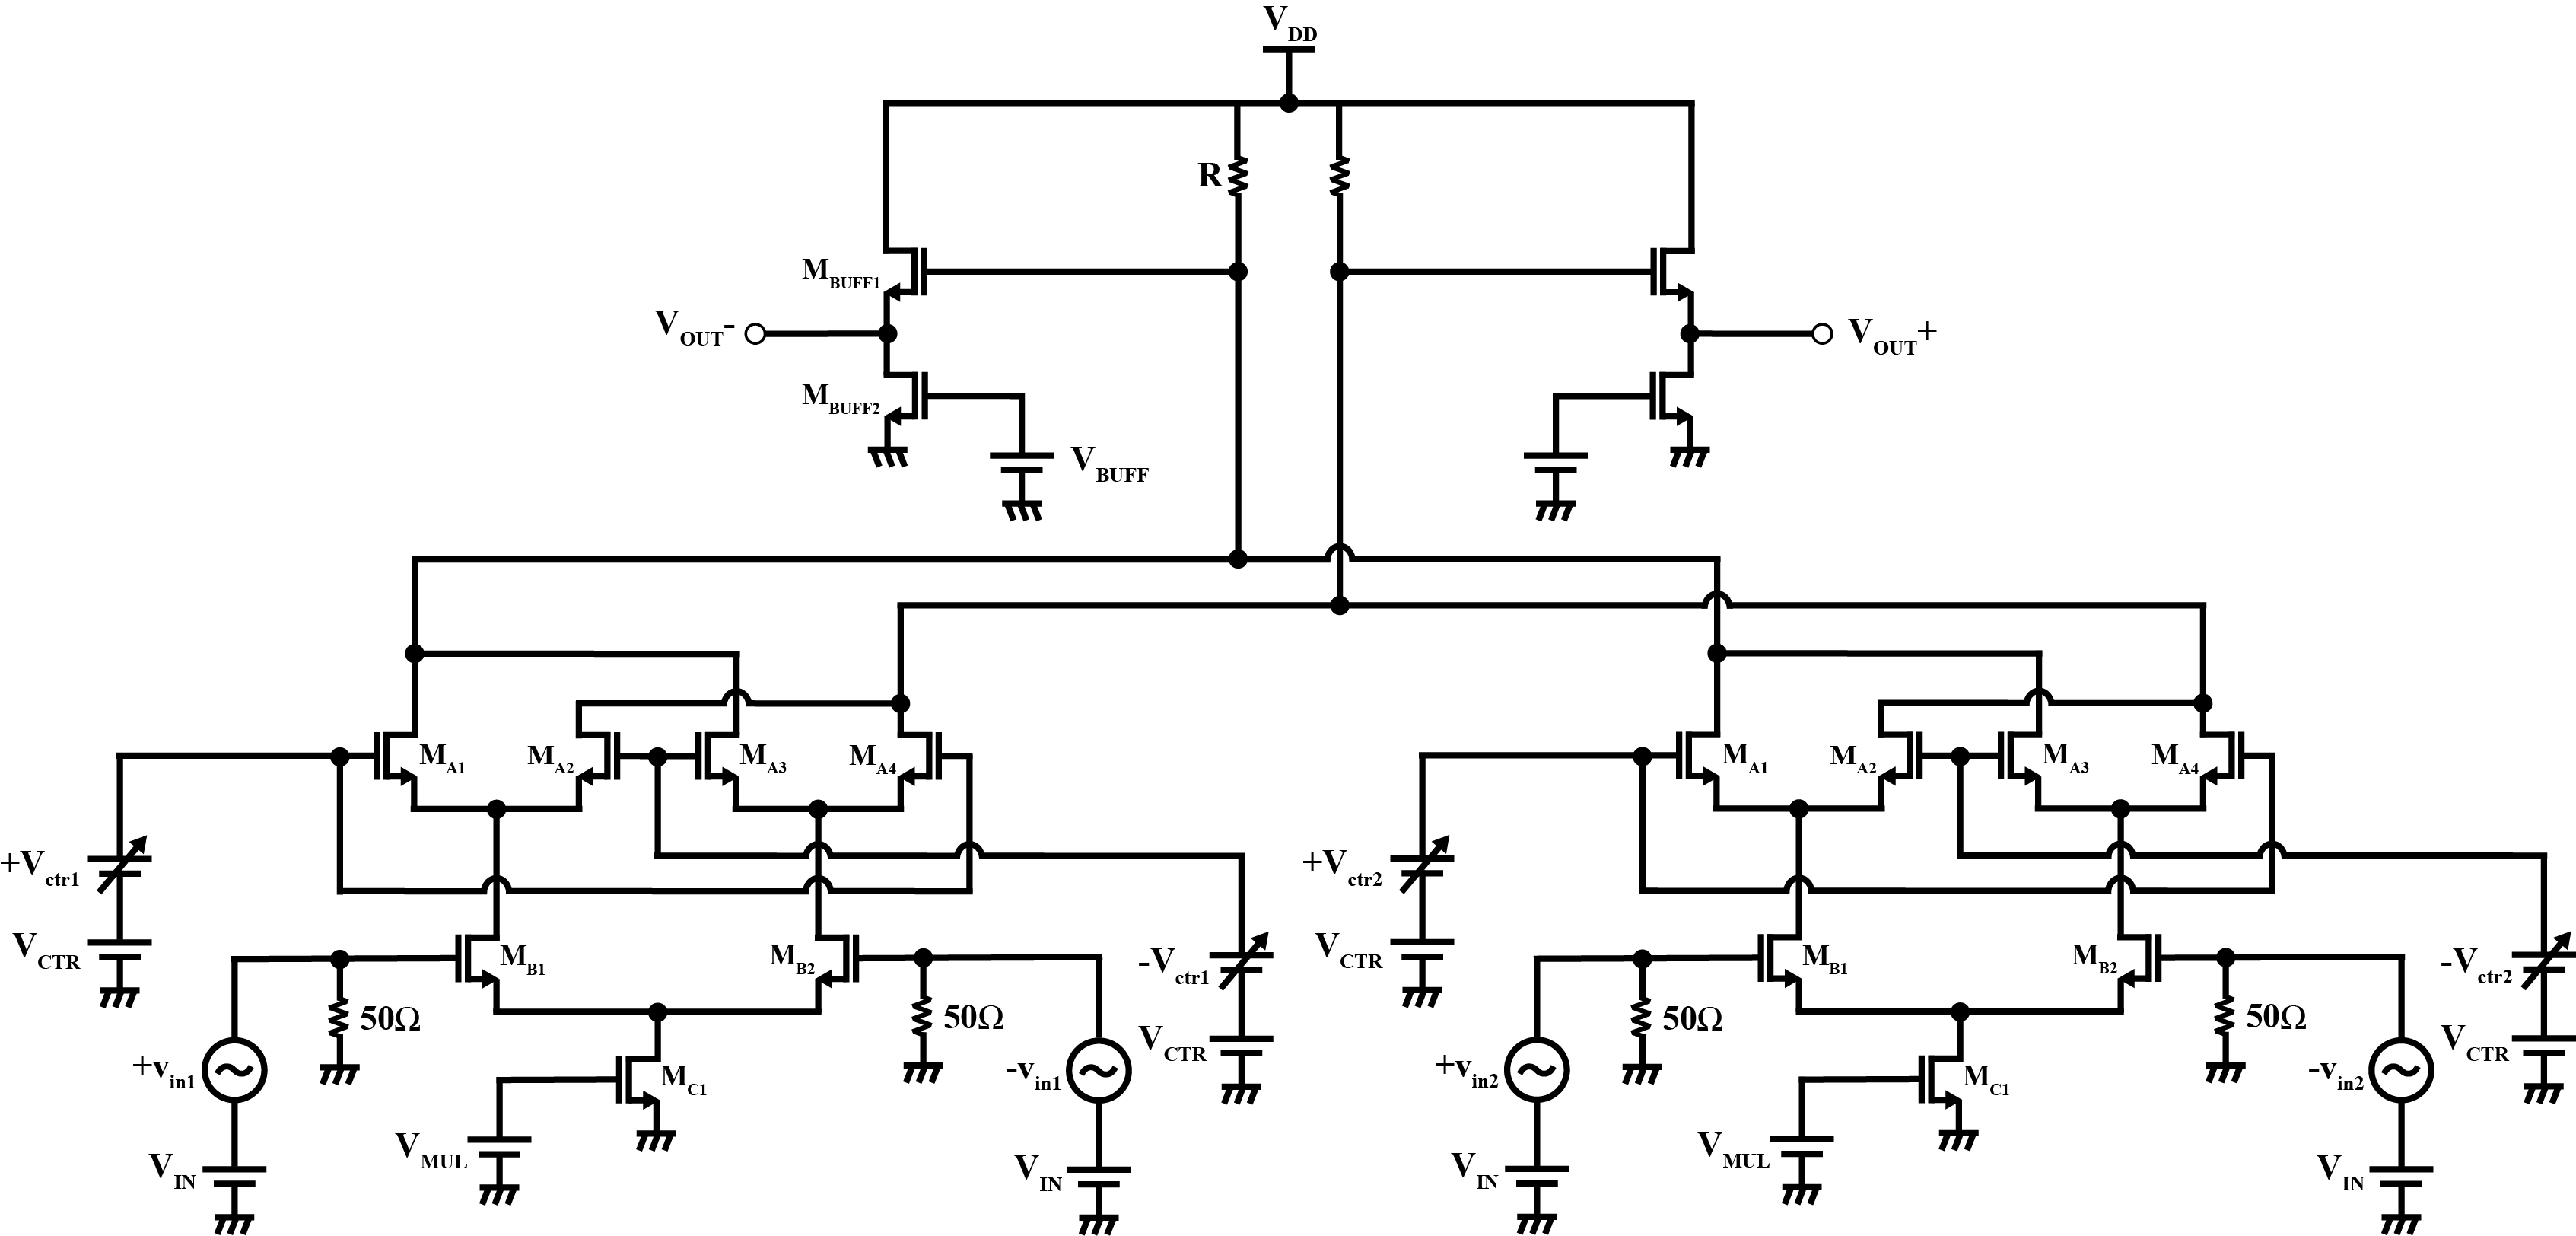 VDD
R
MBUFF1
VOUT-
VOUT+
MBUFF2
VBUFF
MA1
MA2
MA3
MA4
MA1
MA2
MA3
MA4
+Vctr1
+Vctr2
VCTR
MB1
MB2
-Vctr1
VCTR
MB1
MB2
-Vctr2
50Ω
50Ω
50Ω
50Ω
+vin1
MC1
-vin1
VCTR
+vin2
MC1
-vin2
VCTR
VIN
VMUL
VIN
VIN
VMUL
VIN